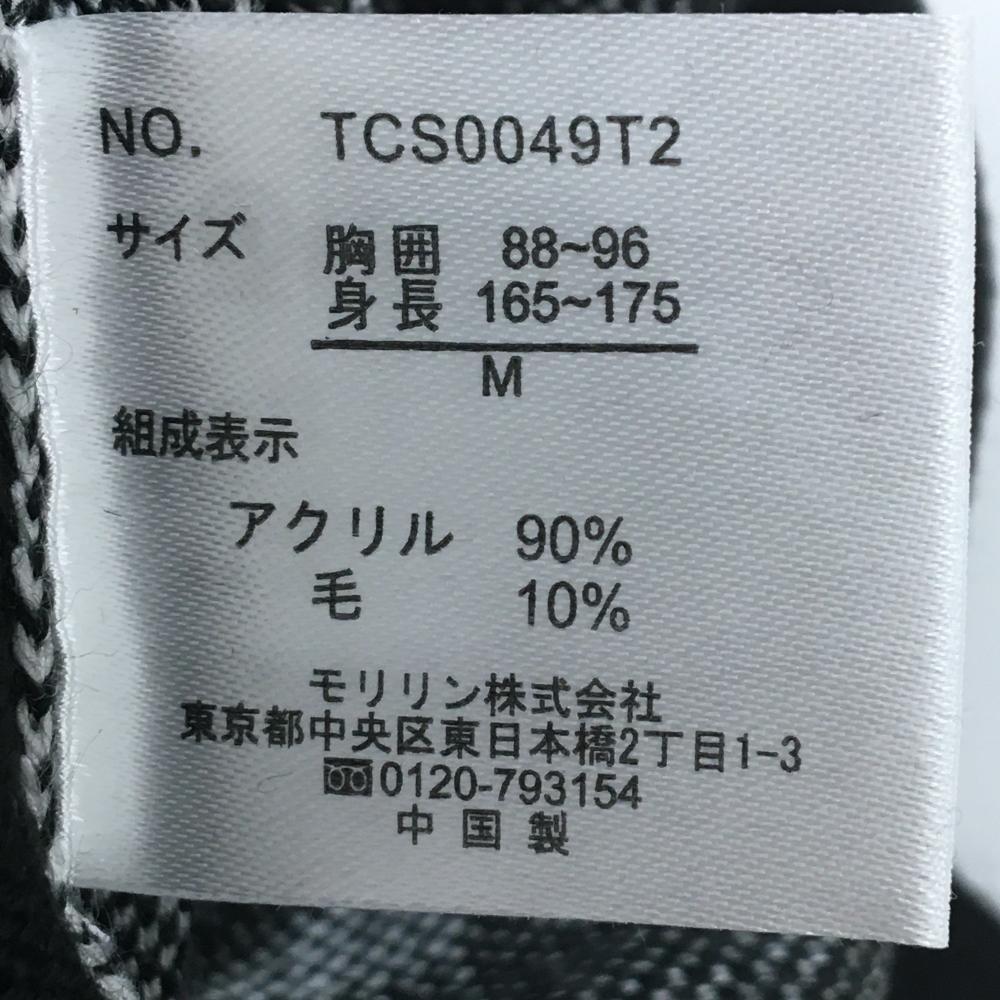 NO. TCS0049T2
サイズ 胸囲 88~96
身長 165~175
M
組成表示
アクリル 90%
毛 10%
モリリン株式会社
東京都中央区東日本橋2丁目1-3
0120-793154
中国製